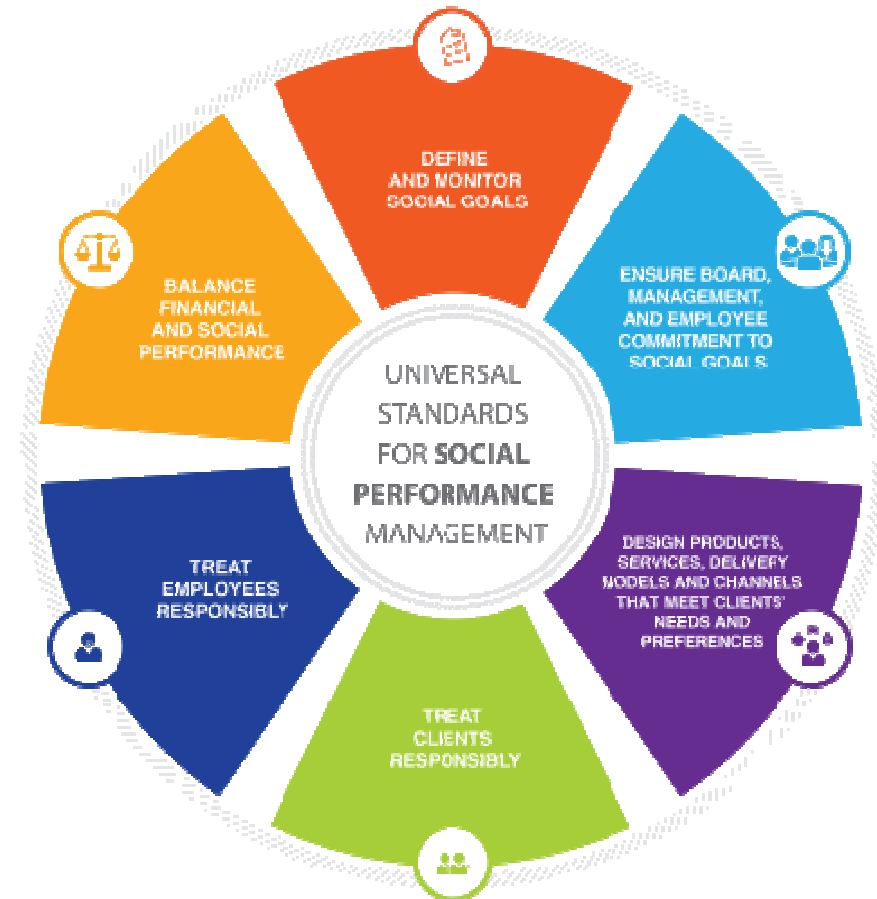 DEFINE
AND MONITOR
SOCIAL GOALS
ENSURE BOARD,
MANAGEMENT,
AND EMPLOYEE
COMMITMENT TO
SOCIAL GOALS
DESIGN PRODUCTS,
SERVICES, DELIVERY
MODELS AND CHANNELS
THAT MEET CLIENTS'
NEEDS AND
PREFERENCES
TREAT
CLIENTS
RESPONSIBLY
TREAT
EMPLOYEES
RESPONSIBLY
BALANCE
FINANCIAL
AND SOCIAL
PERFORMANCE
UNIVERSAL
STANDARDS
FOR SOCIAL
PERFORMANCE
MANAGEMENT